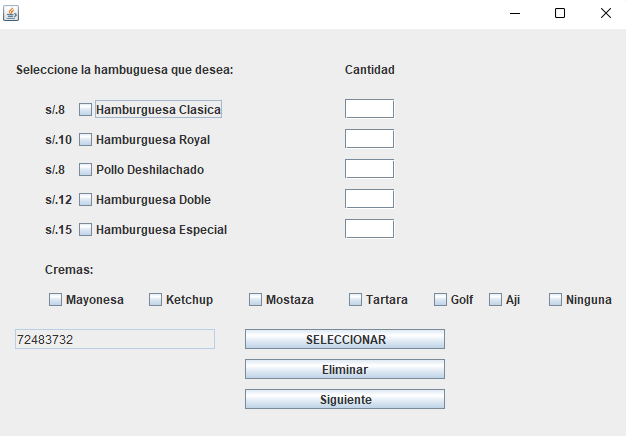 Seleccione la hambuguesa que desea: Cantidad
s/.8 Hamburguesa Clasica
s/.10 Hamburguesa Royal
s/.8 Pollo Deshilachado
s/.12 Hamburguesa Doble
s/.15 Hamburguesa Especial
Cremas:
Mayonesa Ketchup Mostaza Tartara Golf Aji Ninguna
72483732 SELECCIONAR
Eliminar
Siguiente